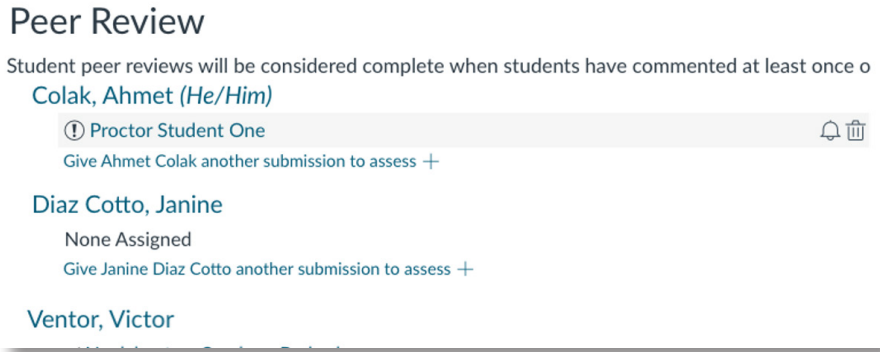 Peer Review
Student peer reviews will be considered complete when students have commented at least once o
Colak, Ahmet (He/Him)
Proctor Student One
Give Ahmet Colak another submission to assess +
Diaz Cotto, Janine
None Assigned
Give Janine Diaz Cotto another submission to assess +
Ventor, Victor